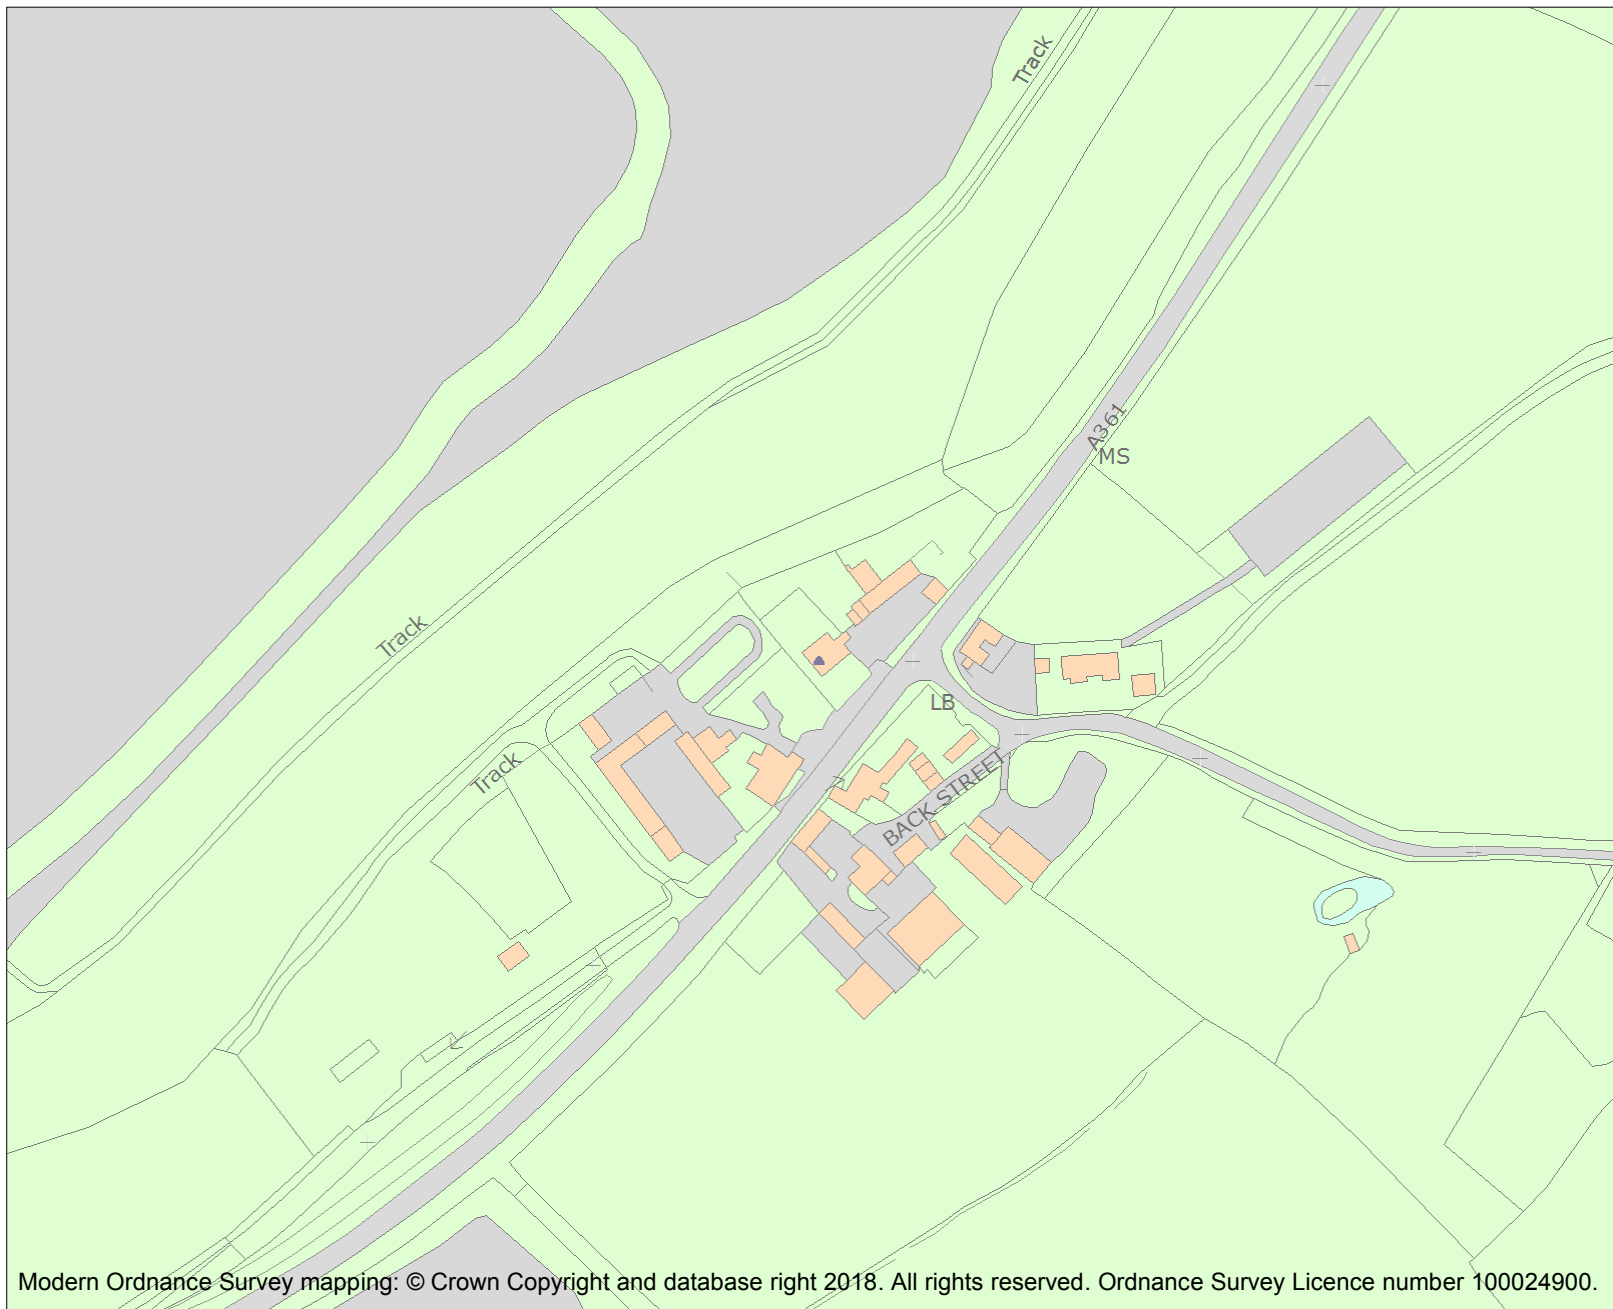 Track
A361
MS
Track
LB
Track
BACK STREET
Modern Ordnance Survey mapping: © Crown Copyright and database right 2018. All rights reserved. Ordnance Survey Licence number 100024900.